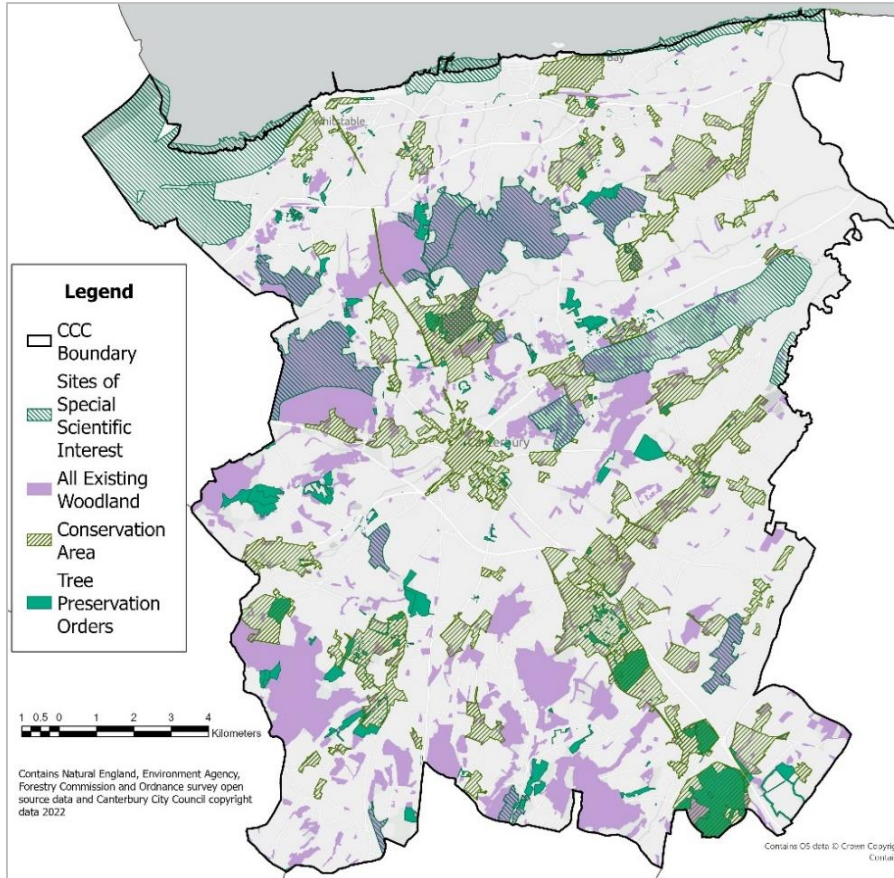 Bay
Whitstable
Legend
CCC
Boundary
Sites of
Special
Scientific
Interest
All Existing
Woodland
Conservation
Area
Tree
Preservation
Orders
Canterbury
1 0.5 0 1 2 3 4
Kilometers
Contains Natural England, Environment Agency,
Forestry Commission and Ordnance survey open
source data and Canterbury City Council copyright
data 2022
Contains OS data © Crown Copyrig
Contai